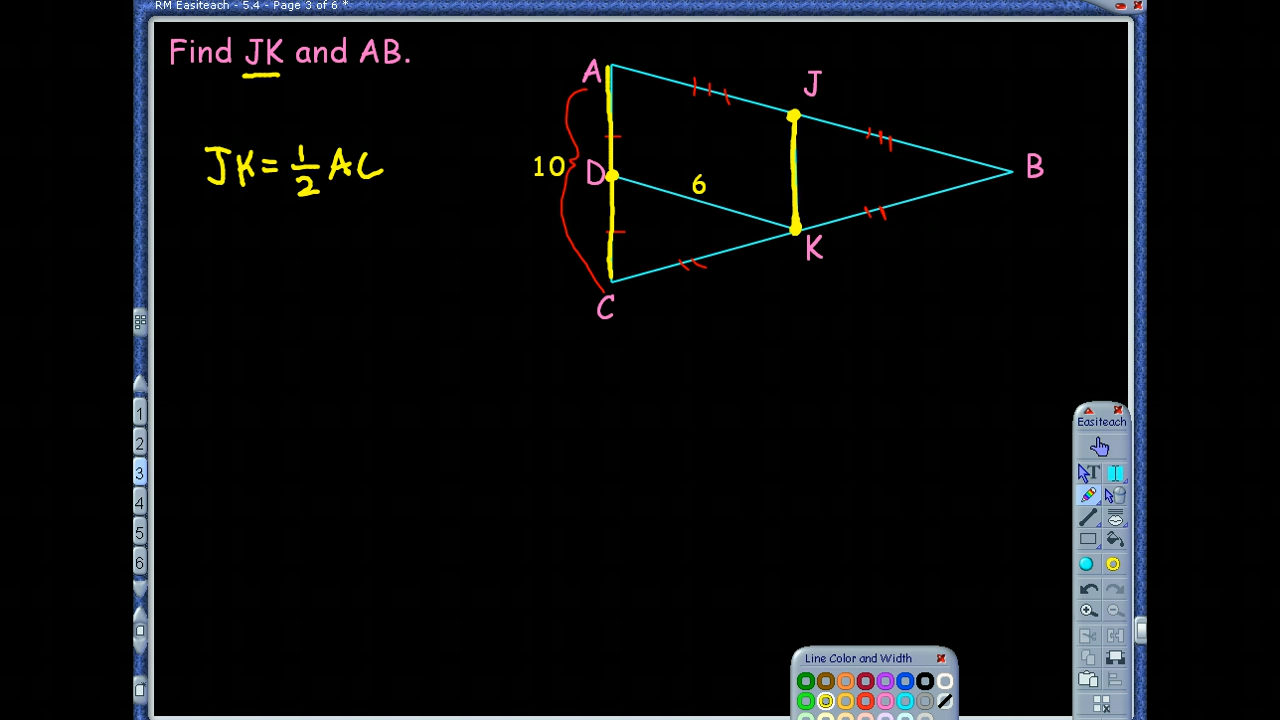 RM Easiteach - 5.4 - Page 3 of 6 *
Find JK and AB.
JK = 1/2 AC
A
J
10
D
6
B
K
C
Easiteach
T
1
2
3
4
5
6
Line Color and Width